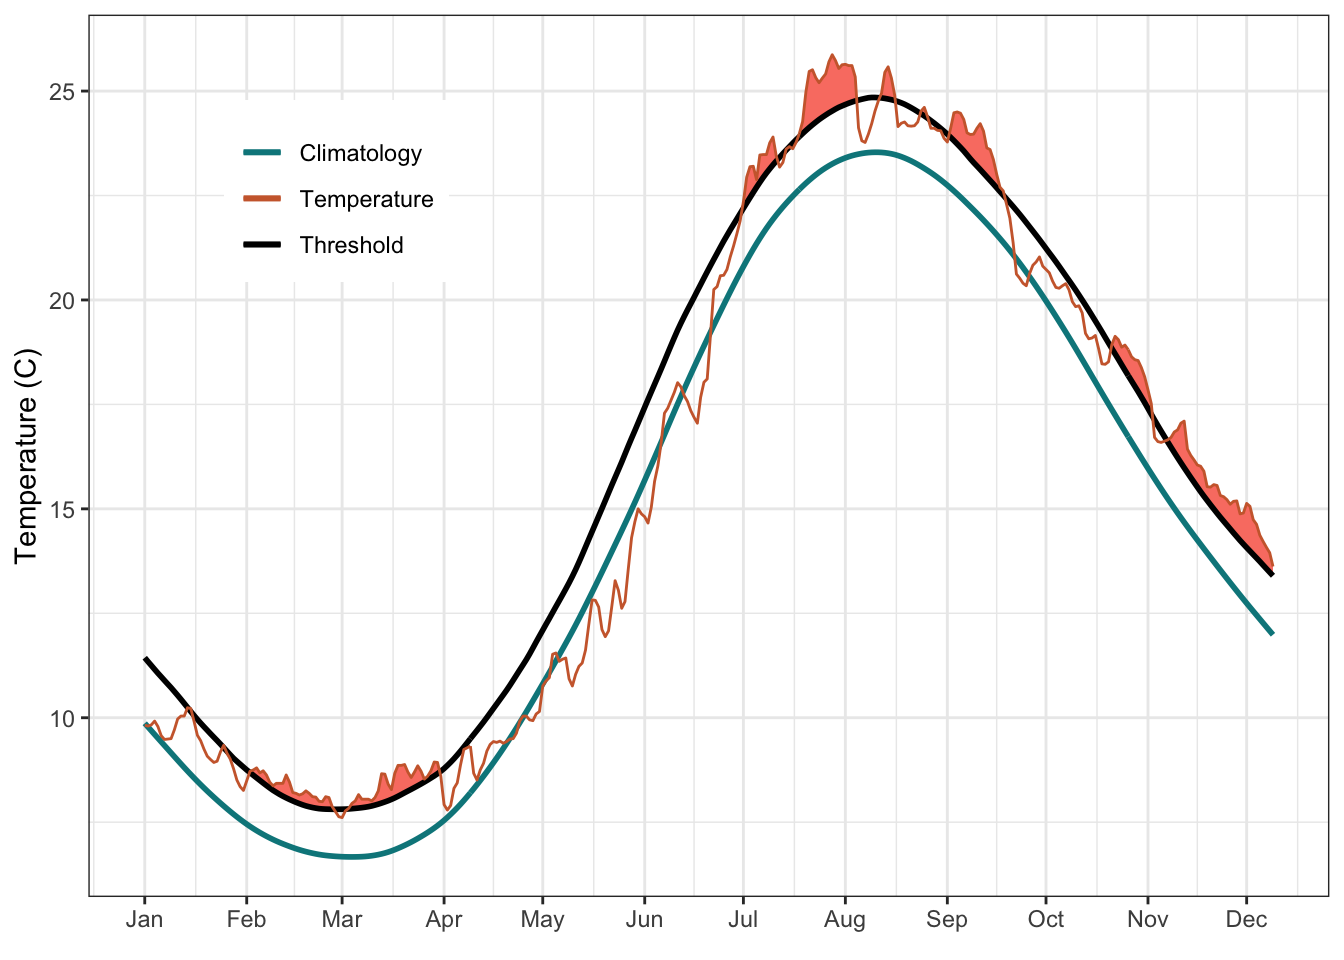 25
Climatology
Temperature
Threshold
20
Temperature (C)
15
10
Jan Feb Mar Apr May Jun Jul Aug Sep Oct Nov Dec